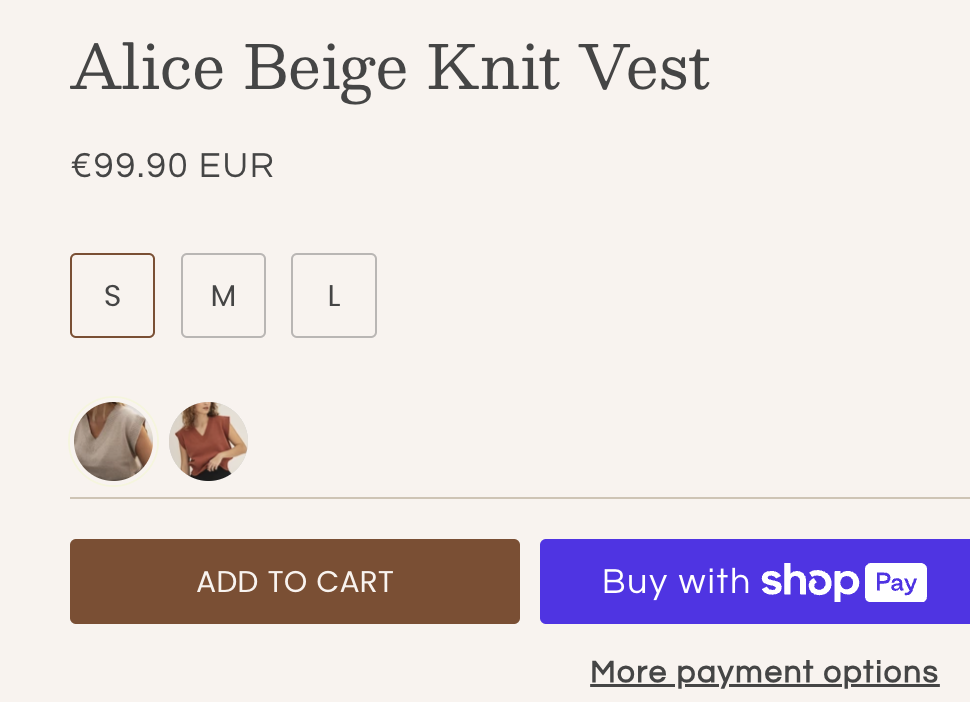 Alice Beige Knit Vest
€99.90 EUR
S M L
ADD TO CART
Buy with shop Pay
More payment options